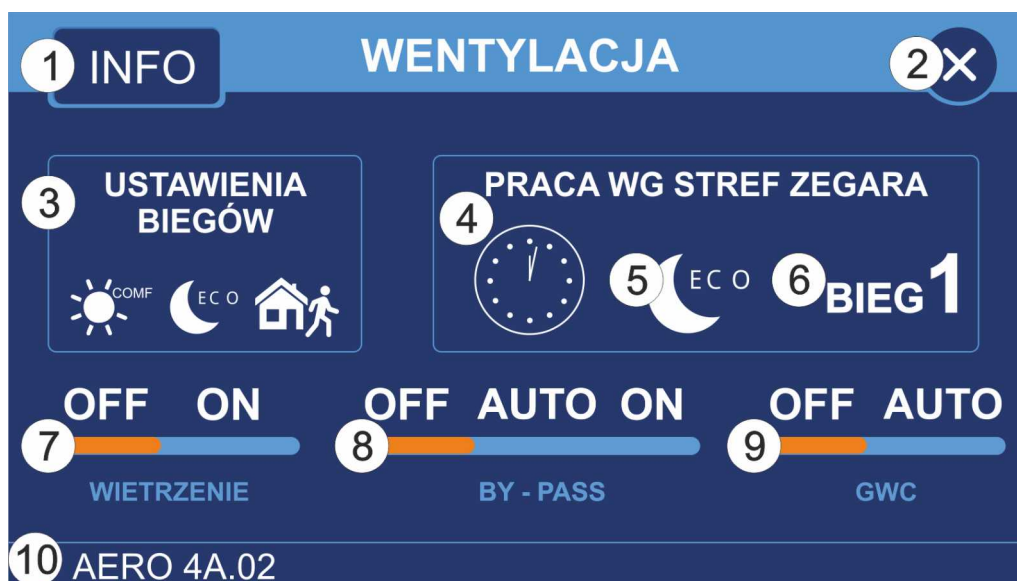 1 INFO
WENTYLACJA
2
3 USTAWIENIA
BIEGÓW
COMF
ECO
PRACA WG STREF ZEGARA
4
5 ECO
6 BIEG 1
OFF ON
7
WIETRZENIE
OFF AUTO ON
8
BY - PASS
OFF AUTO
9
GWC
10 AERO 4A.02